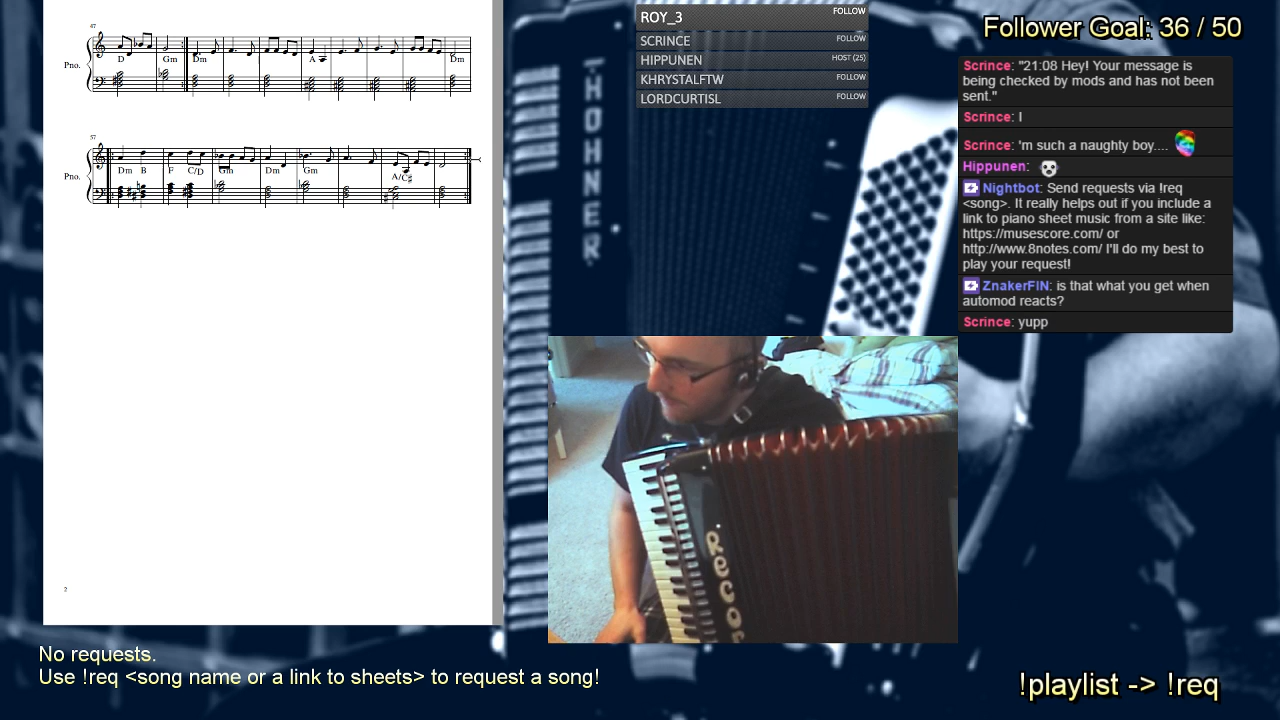 47
Pno.
D Gm Dm A Dm
57
Pno.
Dm B F C/D Gm Dm Gm A/C#
2
HOHNER
ROY_3 FOLLOW
SCRINCE FOLLOW
HIPPUNEN HOST (25)
KHRYSTALFTW FOLLOW
LORDCURTISL FOLLOW
Follower Goal: 36 / 50
Scrince: "21:08 Hey! Your message is
being checked by mods and has not been
sent."
Scrince: I
Scrince: 'm such a naughty boy....
Hippunen:
Nightbot: Send requests via !req
<song>. It really helps out if you include a
link to piano sheet music from a site like:
https://musescore.com/ or
http://www.8notes.com/ I'll do my best to
play your request!
ZnakerFIN: is that what you get when
automod reacts?
Scrince: yupp
No requests.
Use !req <song name or a link to sheets> to request a song!
!playlist -> !req